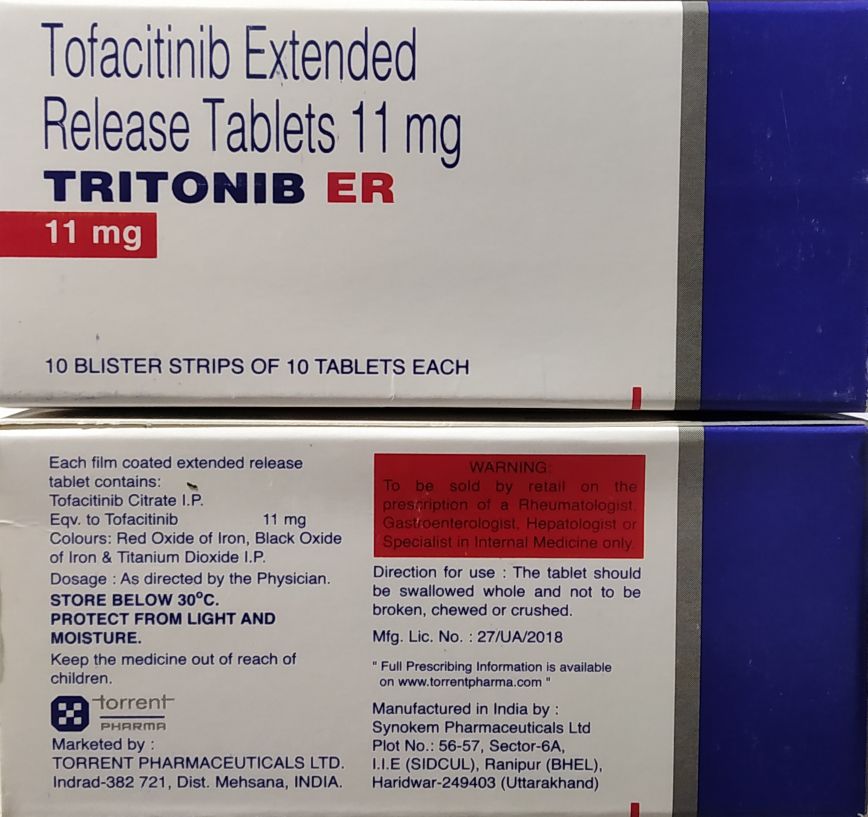 Tofacitinib Extended
Release Tablets 11 mg
TRITONIB ER
11 mg
10 BLISTER STRIPS OF 10 TABLETS EACH
Each film coated extended release
tablet contains:
Tofacitinib Citrate I.P.
Eqv. to Tofacitinib 11 mg
Colours: Red Oxide of Iron, Black Oxide
of Iron & Titanium Dioxide I.P.
Dosage : As directed by the Physician.
STORE BELOW 30°C.
PROTECT FROM LIGHT AND
MOISTURE.
Keep the medicine out of reach of
children.
torrent
PHARMA
Marketed by :
TORRENT PHARMACEUTICALS LTD.
Indrad-382 721, Dist. Mehsana, INDIA.
WARNING:
To be sold by retail on the
prescription of a Rheumatologist,
Gastroenterologist, Hepatologist or
Specialist in Internal Medicine only.
Direction for use : The tablet should
be swallowed whole and not to be
broken, chewed or crushed.
Mfg. Lic. No. : 27/UA/2018
" Full Prescribing Information is available
on www.torrentpharma.com "
Manufactured in India by :
Synokem Pharmaceuticals Ltd
Plot No.: 56-57, Sector-6A,
I.I.E (SIDCUL), Ranipur (BHEL),
Haridwar-249403 (Uttarakhand)